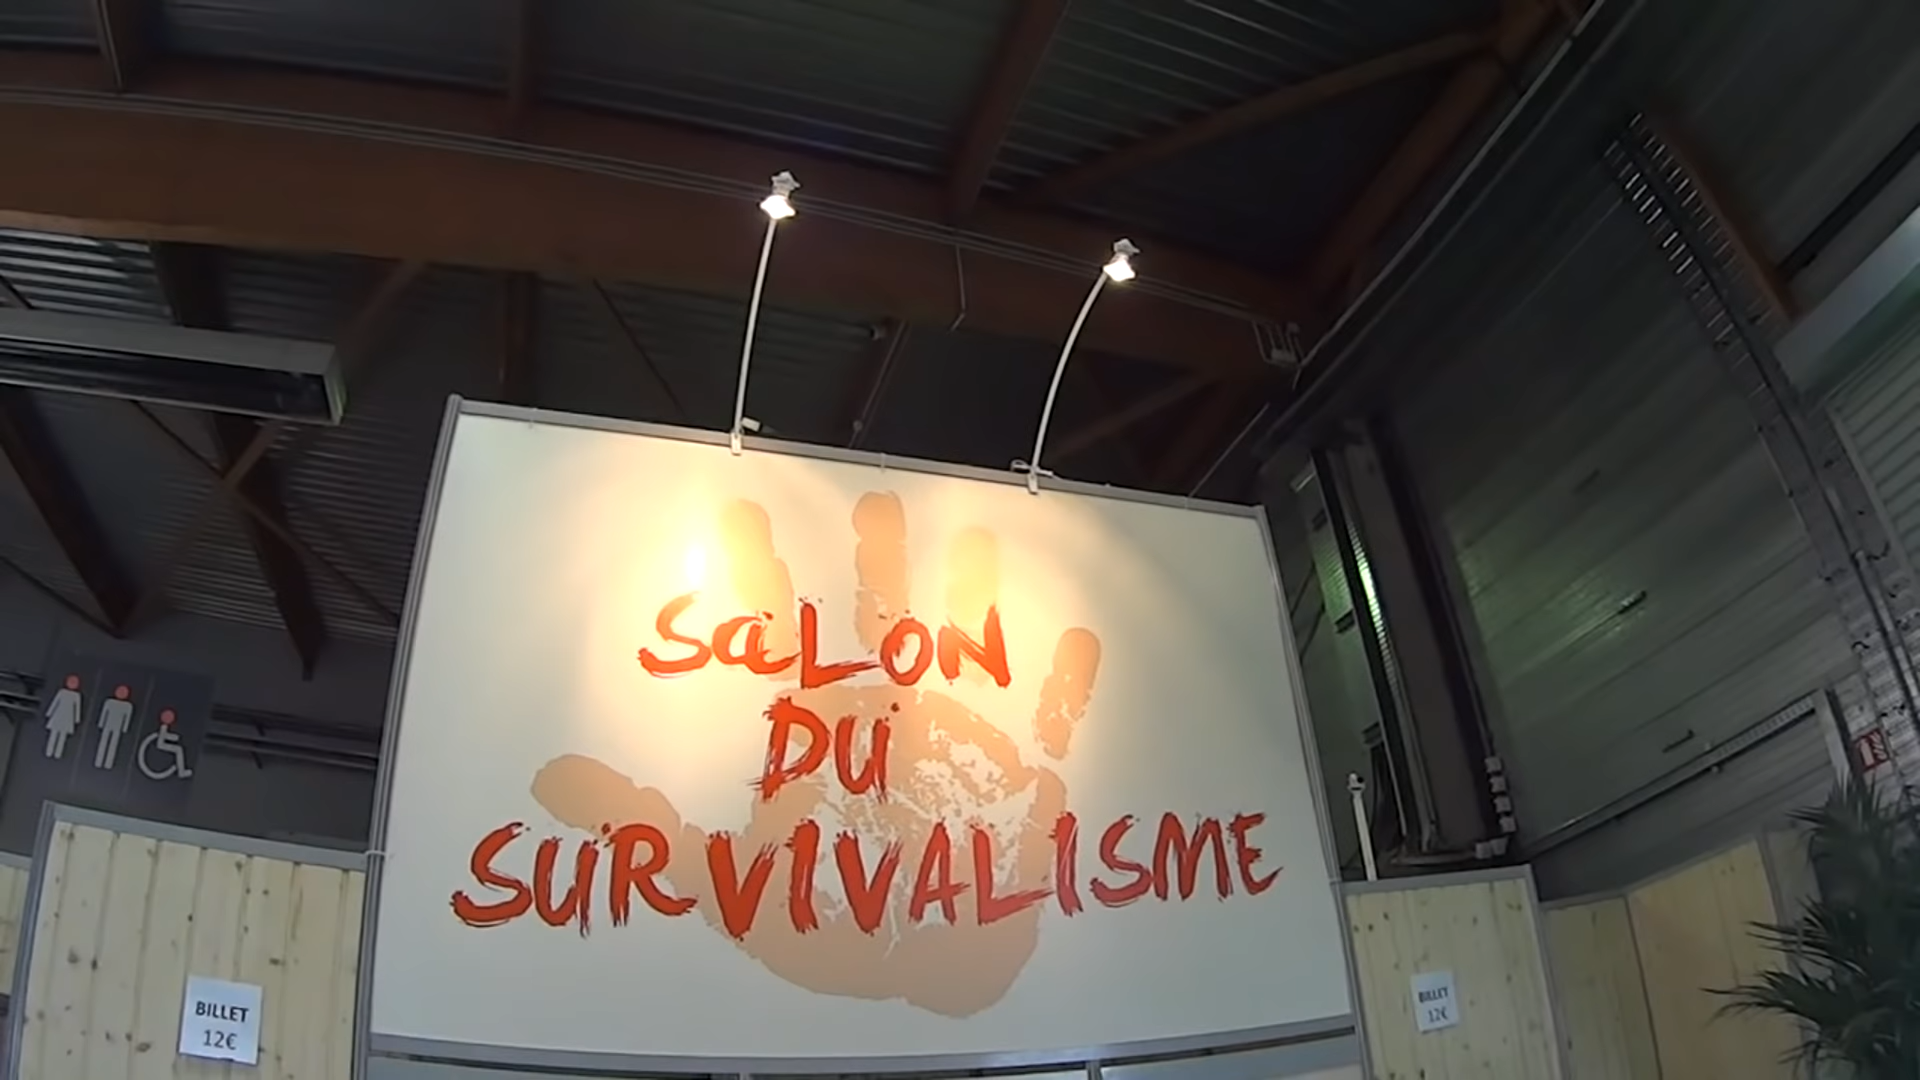 SaLON
DU
SURVIVALISME
BILLET
12€
BILLET
12€